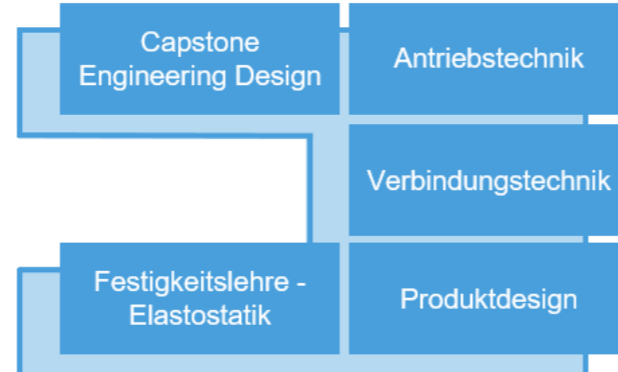 Capstone
Engineering Design
Antriebstechnik
Verbindungstechnik
Festigkeitslehre -
Elastostatik
Produktdesign